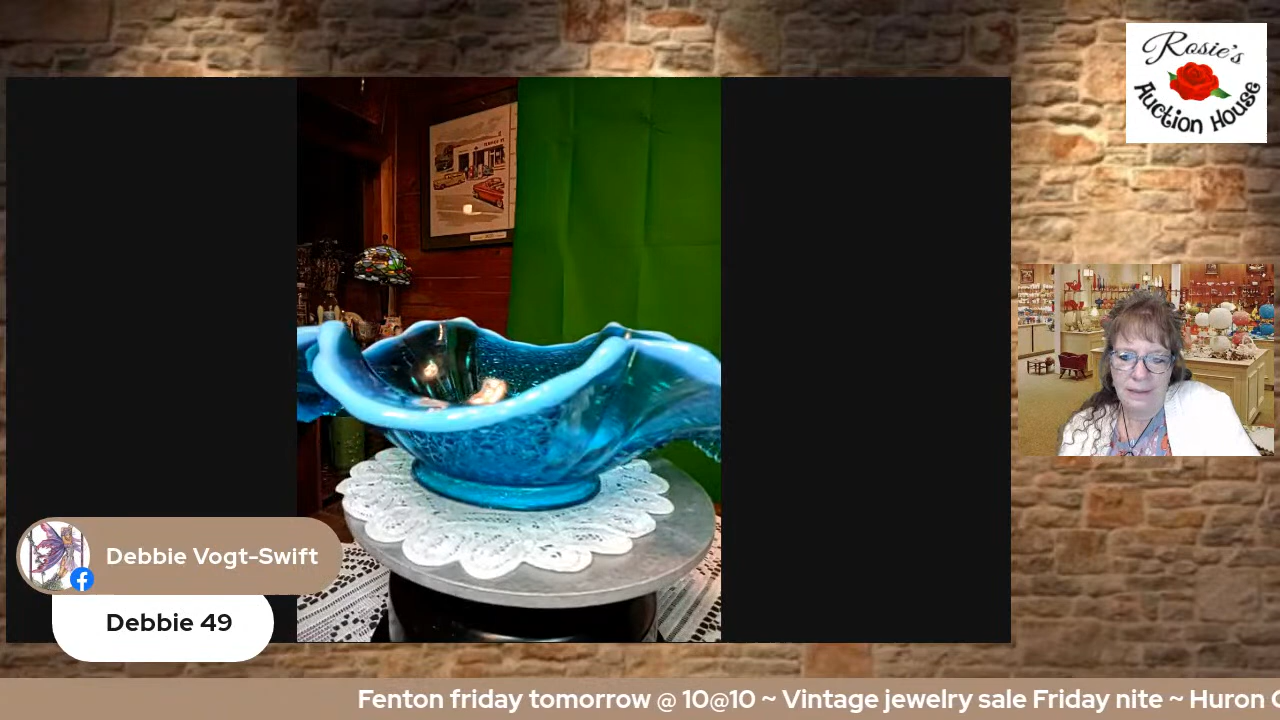 Rosie's
Auction House
Debbie Vogt-Swift
Debbie 49
Fenton friday tomorrow @ 10@10 ~ Vintage jewelry sale Friday nite ~ Huron